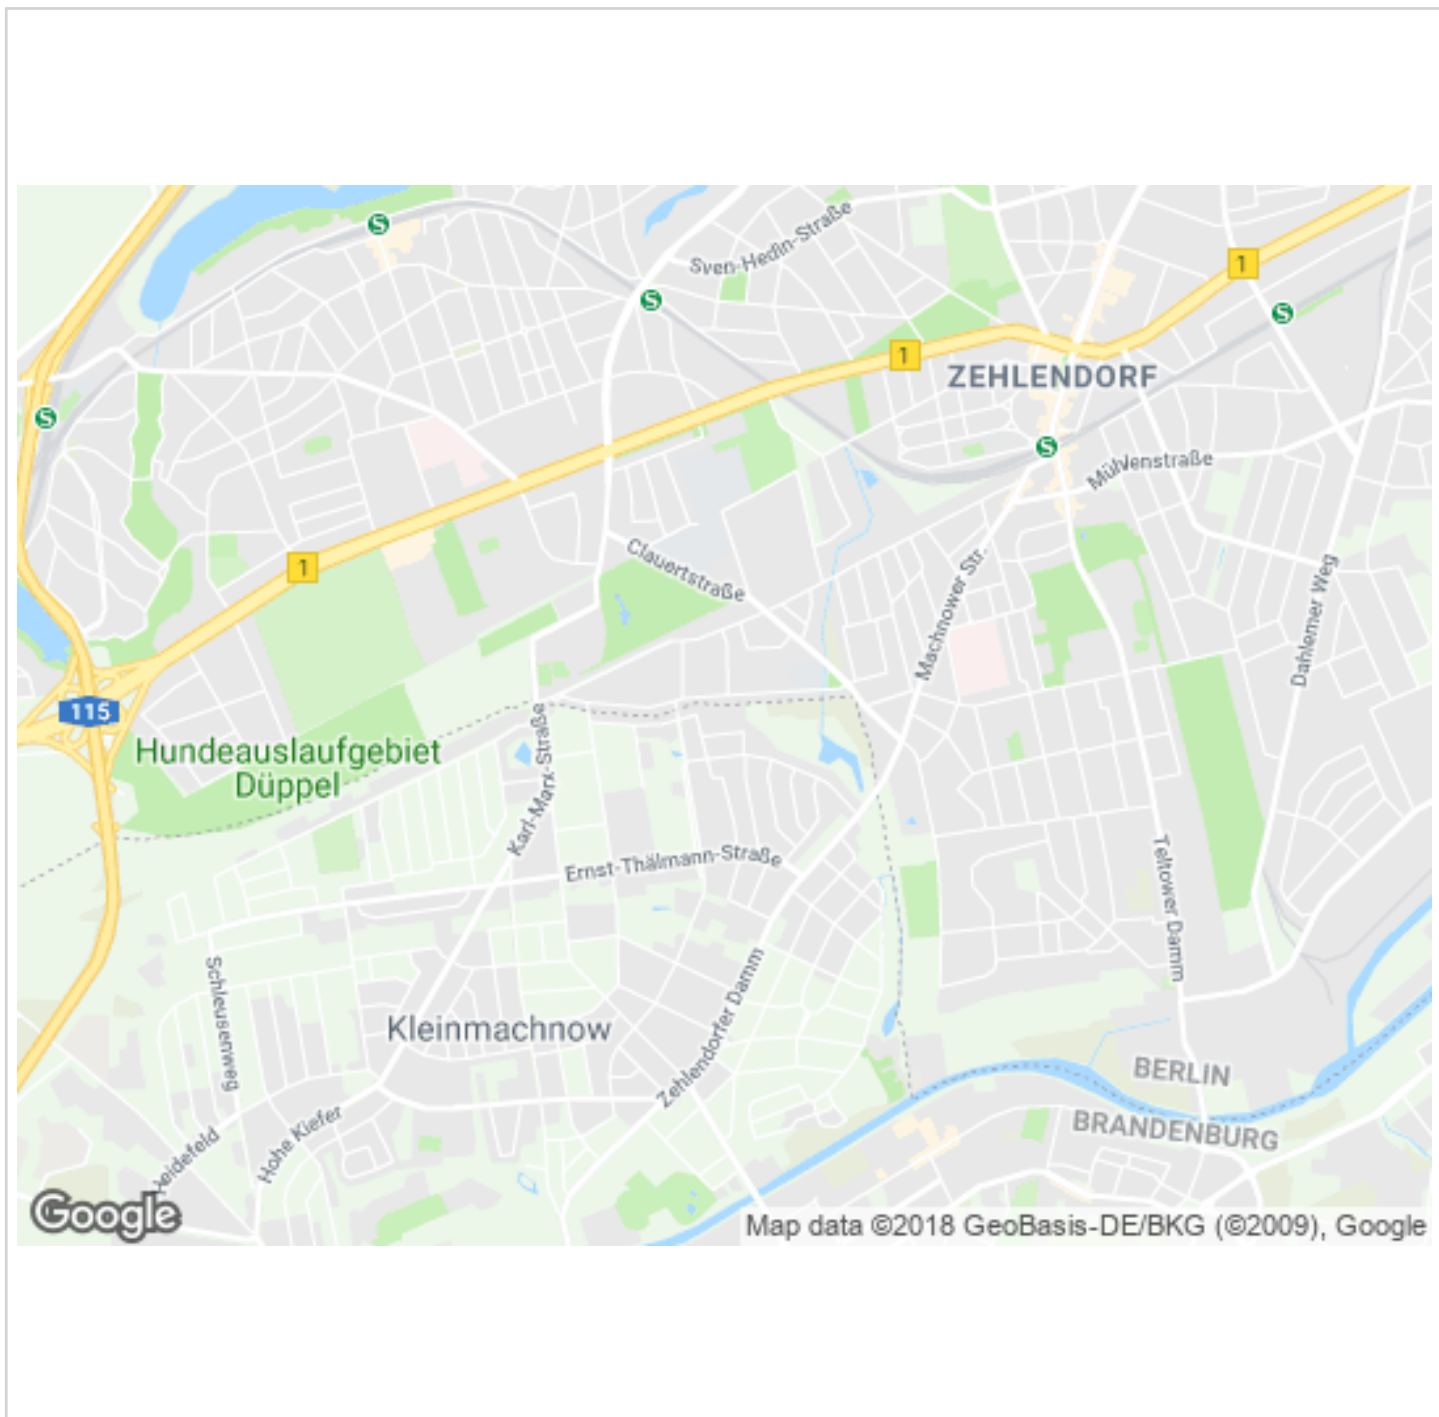 S
Sven-Hedin-Straße
1
S
S
1
ZEHLENDORF
S
S
Mühlenstraße
1
Clauertstraße
Machnower Str.
Dahlemer Weg
115
Hundeauslaufgebiet
Düppel
Karl-Marx-Straße
Ernst-Thälmann-Straße
Teltower Damm
Schleusenweg
Zehlendorfer Damm
Kleinmachnow
BERLIN
BRANDENBURG
Hohe Kiefer
Heidefeld
Google
Map data ©2018 GeoBasis-DE/BKG (©2009), Google